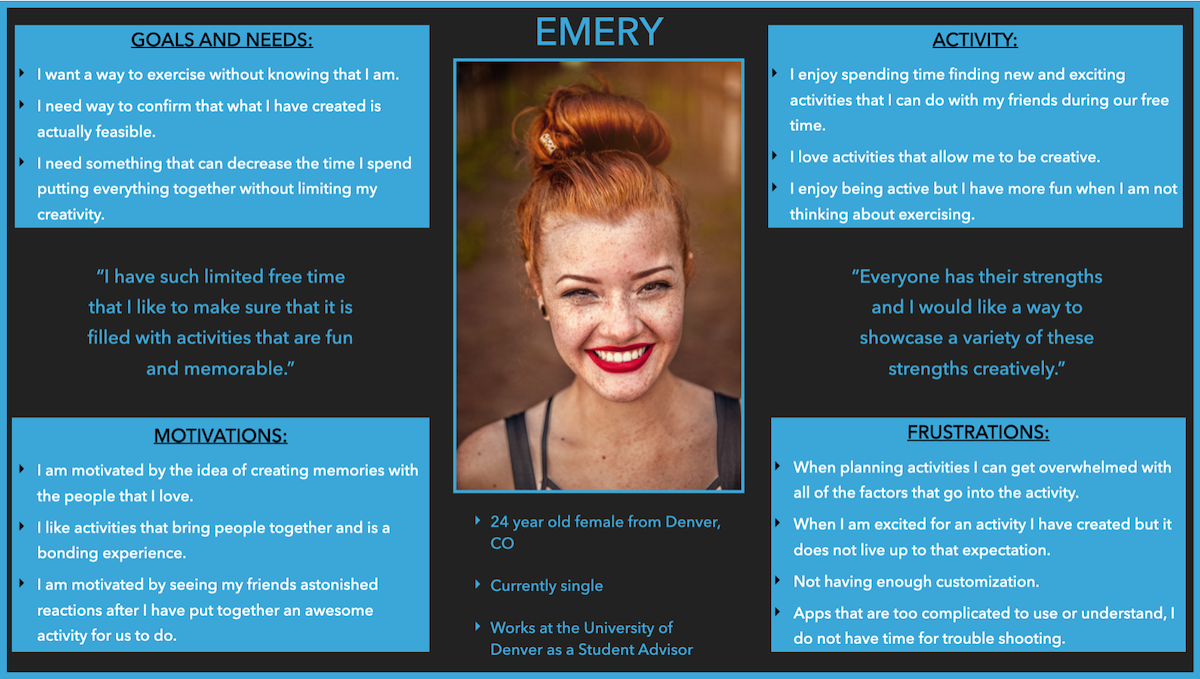 EMERY
GOALS AND NEEDS:
I want a way to exercise without knowing that I am.
I need way to confirm that what I have created is
actually feasible.
I need something that can decrease the time I spend
putting everything together without limiting my
creativity.
“I have such limited free time
that I like to make sure that it is
filled with activities that are fun
and memorable.”
MOTIVATIONS:
I am motivated by the idea of creating memories with
the people that I love.
I like activities that bring people together and is a
bonding experience.
I am motivated by seeing my friends astonished
reactions after I have put together an awesome
activity for us to do.
24 year old female from Denver,
CO
Currently single
Works at the University of
Denver as a Student Advisor
ACTIVITY:
I enjoy spending time finding new and exciting
activities that I can do with my friends during our free
time.
I love activities that allow me to be creative.
I enjoy being active but I have more fun when I am not
thinking about exercising.
“Everyone has their strengths
and I would like a way to
showcase a variety of these
strengths creatively.”
FRUSTRATIONS:
When planning activities I can get overwhelmed with
all of the factors that go into the activity.
When I am excited for an activity I have created but it
does not live up to that expectation.
Not having enough customization.
Apps that are too complicated to use or understand, I
do not have time for trouble shooting.